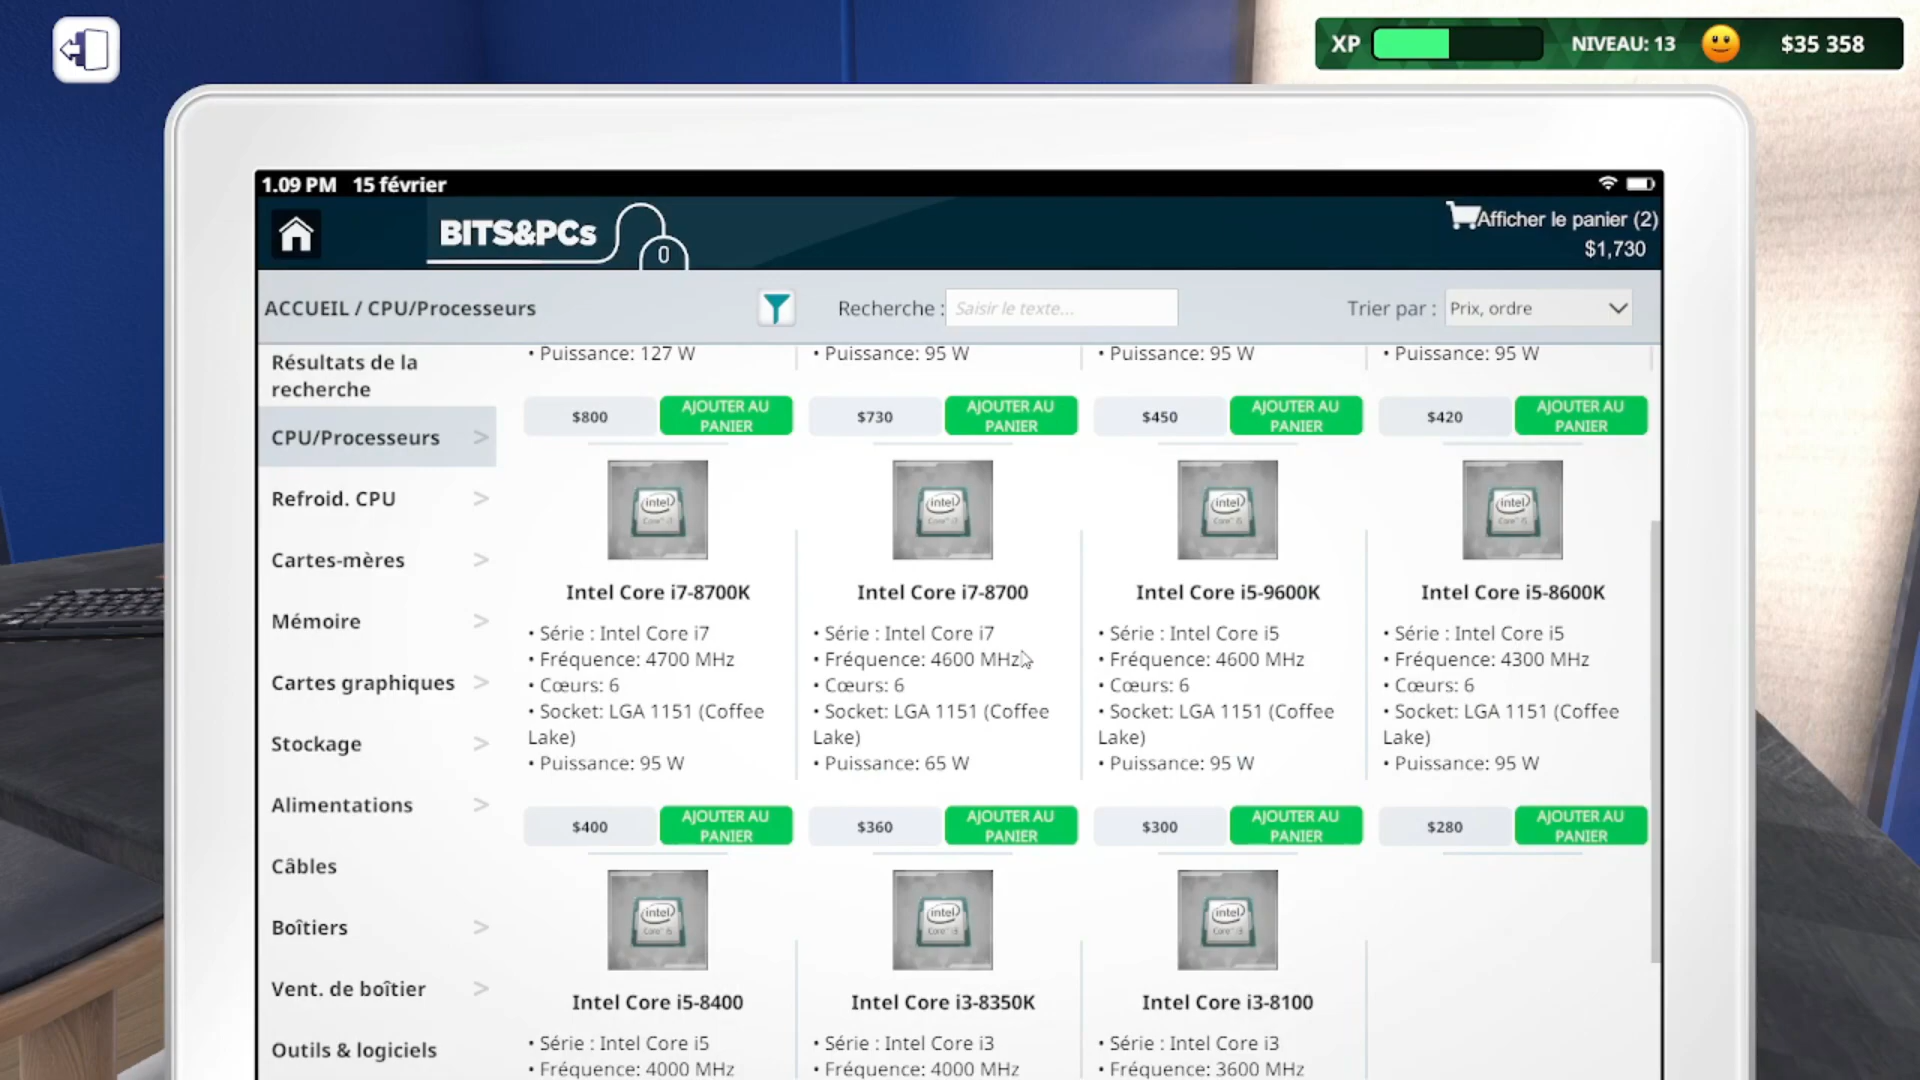 XP NIVEAU: 13 $35 358
1.09 PM 15 février
BITS&PCs
0
Afficher le panier (2)
$1,730
ACCUEIL / CPU/Processeurs
Recherche : Saisir le texte...
Trier par : Prix, ordre
Résultats de la
recherche
CPU/Processeurs >
Refroid. CPU >
Cartes-mères >
Mémoire >
Cartes graphiques >
Stockage >
Alimentations >
Câbles
Boîtiers >
Vent. de boîtier >
Outils & logiciels
• Puissance: 127 W
$800 AJOUTER AU
PANIER
• Puissance: 95 W
$730 AJOUTER AU
PANIER
• Puissance: 95 W
$450 AJOUTER AU
PANIER
• Puissance: 95 W
$420 AJOUTER AU
PANIER
intel
Intel Core i7-8700K
• Série : Intel Core i7
• Fréquence: 4700 MHz
• Cœurs: 6
• Socket: LGA 1151 (Coffee
Lake)
• Puissance: 95 W
$400 AJOUTER AU
PANIER
intel
Intel Core i7-8700
• Série : Intel Core i7
• Fréquence: 4600 MHz
• Cœurs: 6
• Socket: LGA 1151 (Coffee
Lake)
• Puissance: 65 W
$360 AJOUTER AU
PANIER
intel
Intel Core i5-9600K
• Série : Intel Core i5
• Fréquence: 4600 MHz
• Cœurs: 6
• Socket: LGA 1151 (Coffee
Lake)
• Puissance: 95 W
$300 AJOUTER AU
PANIER
intel
Intel Core i5-8600K
• Série : Intel Core i5
• Fréquence: 4300 MHz
• Cœurs: 6
• Socket: LGA 1151 (Coffee
Lake)
• Puissance: 95 W
$280 AJOUTER AU
PANIER
intel
Intel Core i5-8400
• Série : Intel Core i5
• Fréquence: 4000 MHz
intel
Intel Core i3-8350K
• Série : Intel Core i3
• Fréquence: 4000 MHz
intel
Intel Core i3-8100
• Série : Intel Core i3
• Fréquence: 3600 MHz